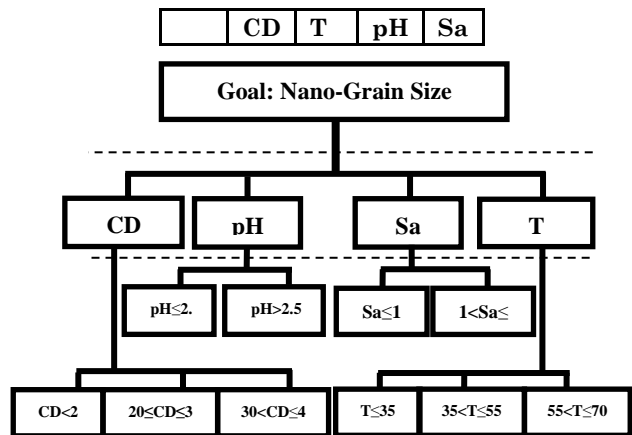 CD T pH Sa
Goal: Nano-Grain Size
CD pH Sa T
pH≤2. pH>2.5 Sa≤1 1<Sa≤
CD<2 20≤CD≤3 30<CD≤4 T≤35 35<T≤55 55<T≤70